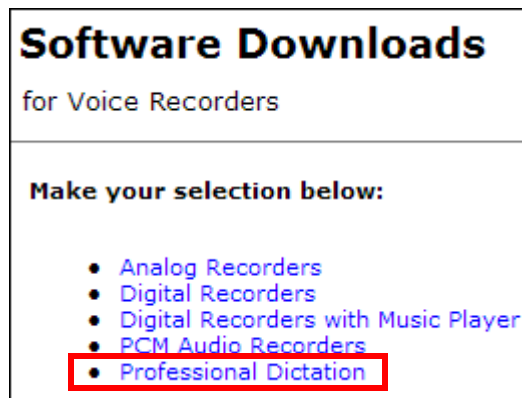 Software Downloads
for Voice Recorders
Make your selection below:
• Analog Recorders
• Digital Recorders
• Digital Recorders with Music Player
• PCM Audio Recorders
• Professional Dictation